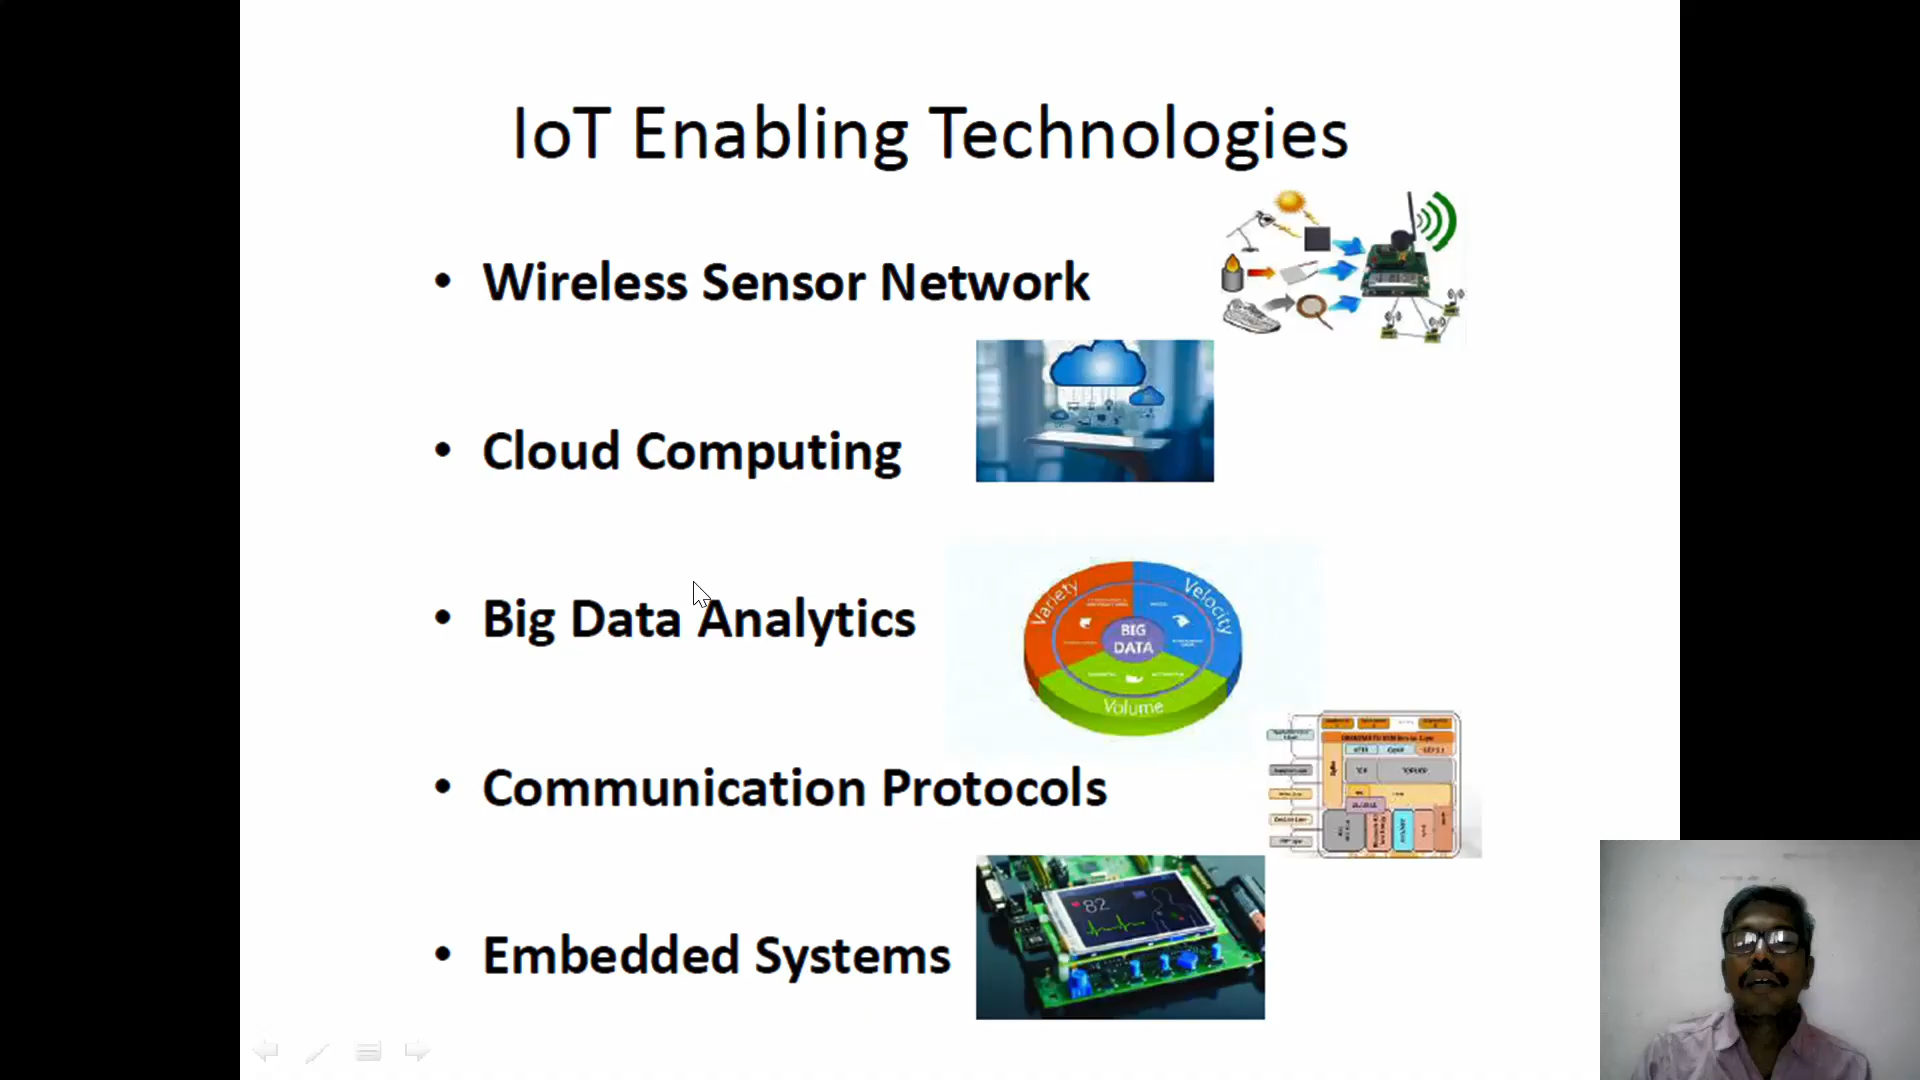 IoT Enabling Technologies
• Wireless Sensor Network
• Cloud Computing
• Big Data Analytics
Variety
Velocity
BIG
DATA
Volume
• Communication Protocols
82
• Embedded Systems